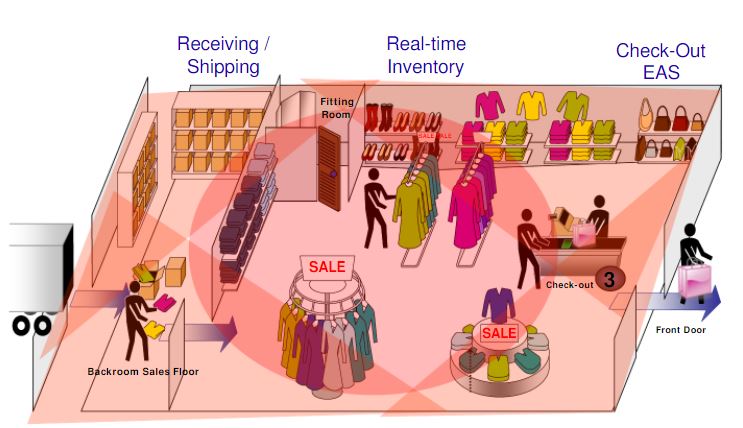 Receiving /
Shipping
Real-time
Inventory
Check-Out
EAS
Fitting
Room
SALE SALE
SALE
SALE
Check-out
3
Front Door
Backroom Sales Floor